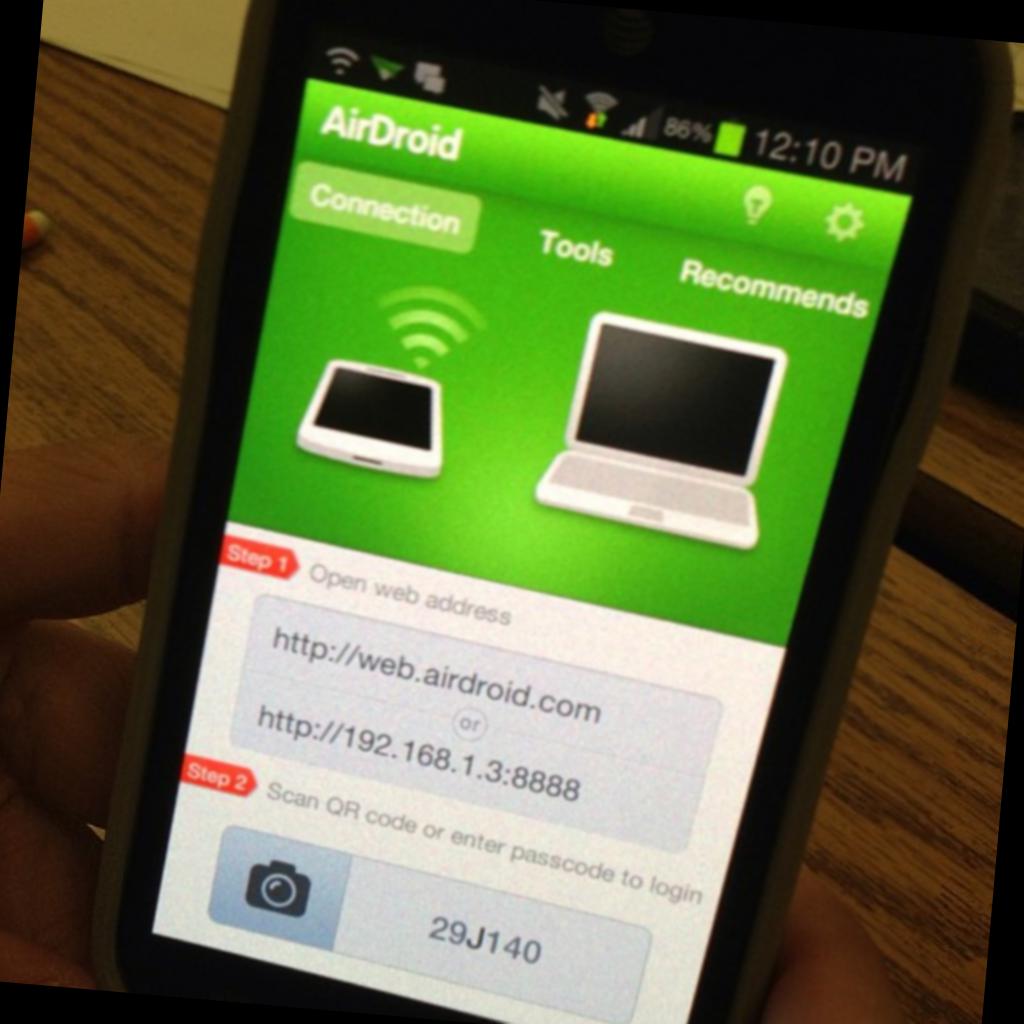 86% 12:10 PM
AirDroid
Connection Tools Recommends
Step 1 Open web address
http://web.airdroid.com
or
http://192.168.1.3:8888
Step 2 Scan QR code or enter passcode to login
29J140